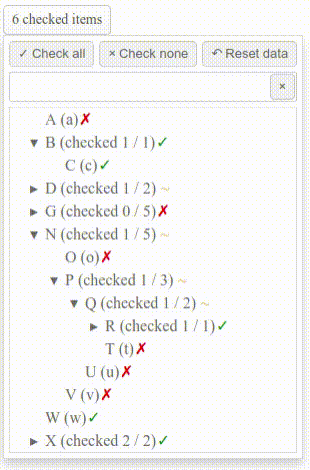 6 checked items
✓ Check all × Check none ↶ Reset data
×
A (a)✗
▼ B (checked 1 / 1)✓
C (c)✓
► D (checked 1 / 2) ~
► G (checked 0 / 5)✗
▼ N (checked 1 / 5) ~
O (o)✗
▼ P (checked 1 / 3) ~
▼ Q (checked 1 / 2) ~
► R (checked 1 / 1)✓
T (t)✗
U (u)✗
V (v)✗
W (w)✓
► X (checked 2 / 2)✓